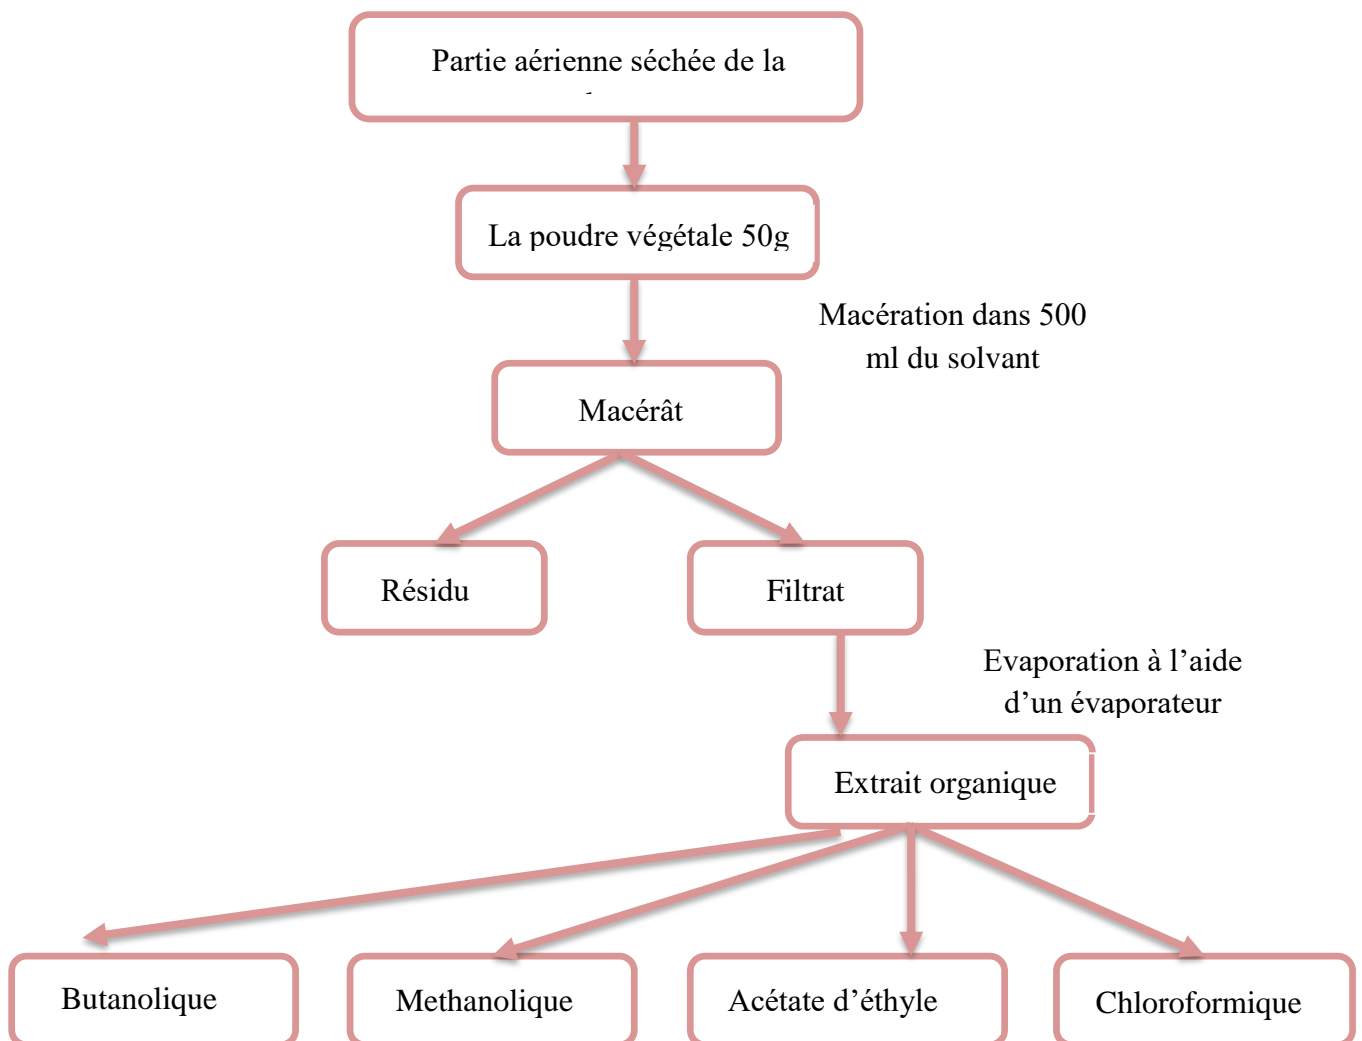 Partie aérienne séchée de la
La poudre végétale 50g
Macération dans 500
ml du solvant
Macérât
Résidu
Filtrat
Evaporation à l’aide
d’un évaporateur
Extrait organique
Butanolique
Methanolique
Acétate d’éthyle
Chloroformique